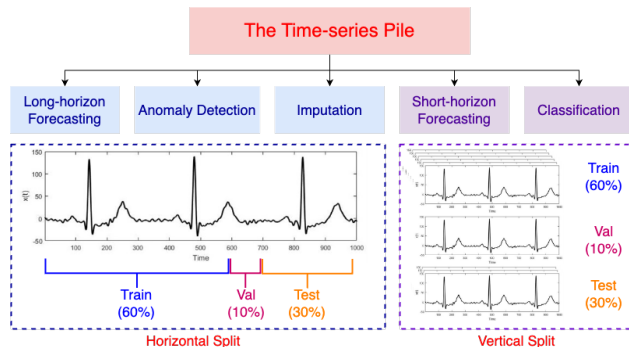 The Time-series Pile
Long-horizon
Forecasting
Anomaly Detection
Imputation
Short-horizon
Forecasting
Classification
150
100
50
0
-50
x(t)
0 100 200 300 400 500 600 700 800 900 1000
Time
Train
(60%)
Val
(10%)
Test
(30%)
Horizontal Split
Train
(60%)
Val
(10%)
Test
(30%)
Vertical Split